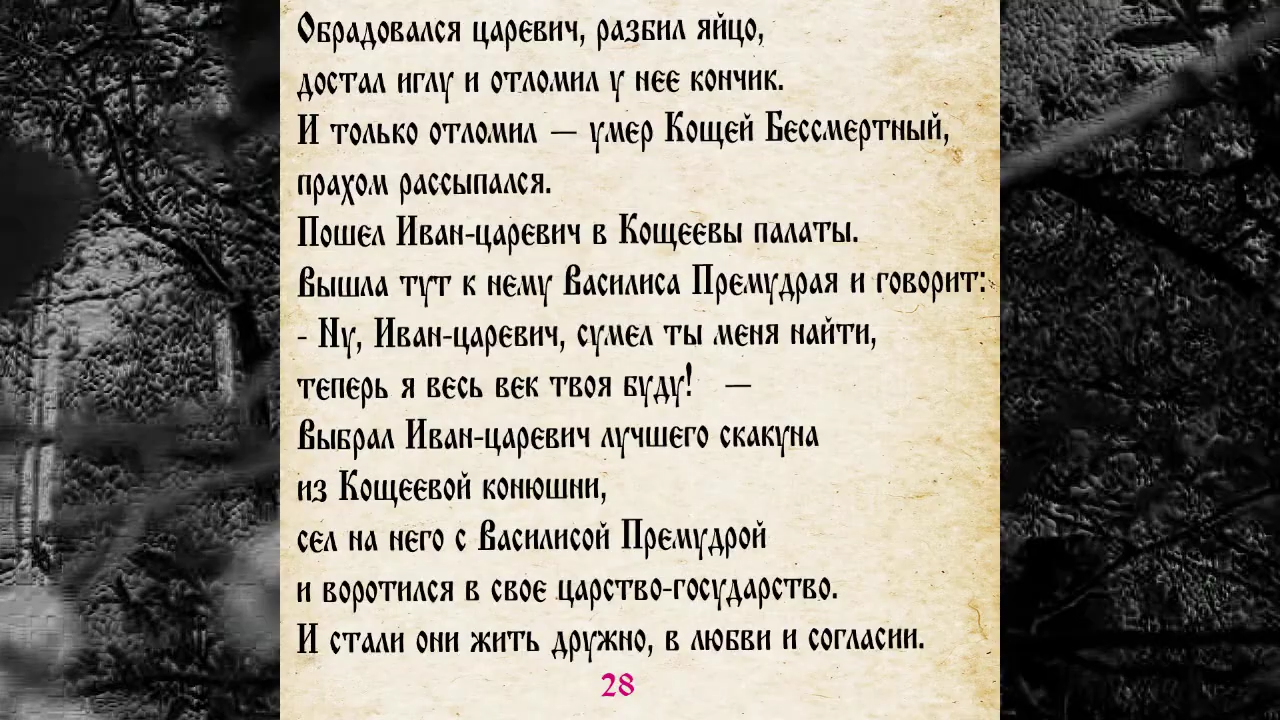 Обрадовался царевич, разбил яйцо,
достал иглу и отломил у нее кончик.
И только отломил — умер Кощей Бессмертный,
прахом рассыпался.
Пошел Иван-царевич в Кощеевы палаты.
Вышла тут к нему Василиса Премудрая и говорит:
- Ну, Иван-царевич, сумел ты меня найти,
теперь я весь век твоя буду! —
Выбрал Иван-царевич лучшего скакуна
из Кощеевой конюшни,
сел на него с Василисой Премудрой
и воротился в свое царство-государство.
И стали они жить дружно, в любви и согласии.
28